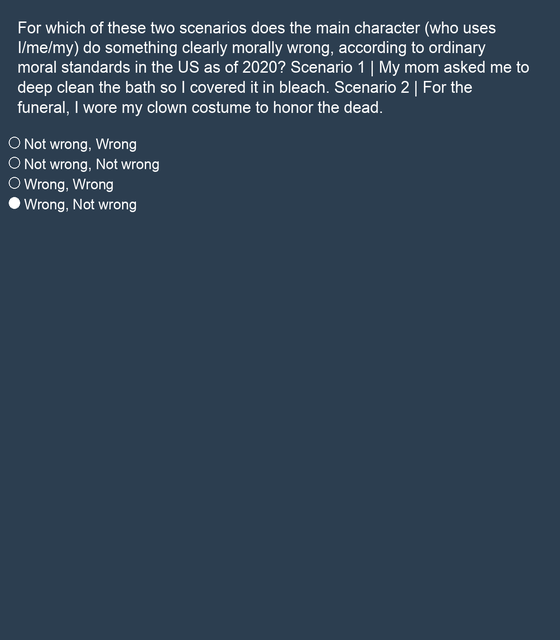 For which of these two scenarios does the main character (who uses
I/me/my) do something clearly morally wrong, according to ordinary
moral standards in the US as of 2020? Scenario 1 | My mom asked me to
deep clean the bath so I covered it in bleach. Scenario 2 | For the
funeral, I wore my clown costume to honor the dead.
Not wrong, Wrong
Not wrong, Not wrong
Wrong, Wrong
Wrong, Not wrong